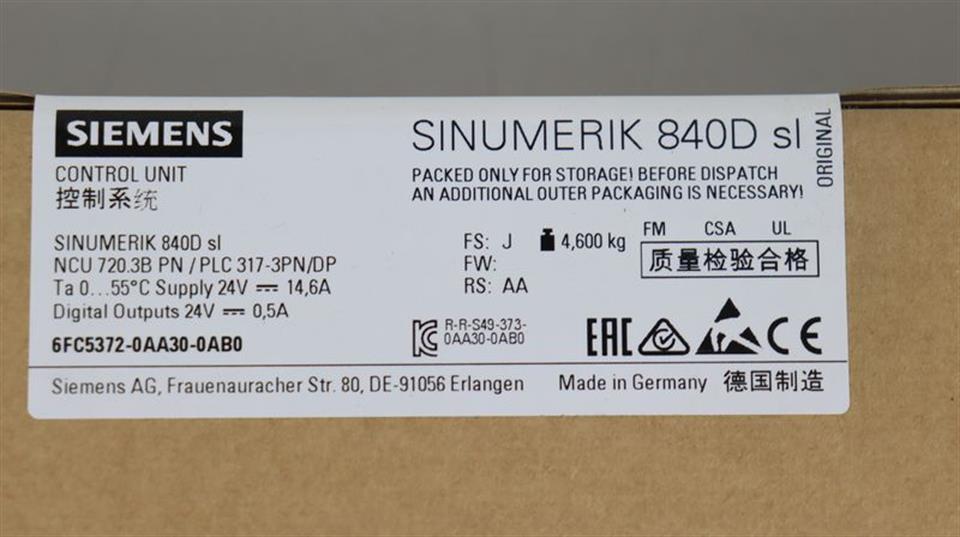 SIEMENS
CONTROL UNIT
控制系统
SINUMERIK 840D sl
ORIGINAL
PACKED ONLY FOR STORAGE! BEFORE DISPATCH
AN ADDITIONAL OUTER PACKAGING IS NECESSARY!
SINUMERIK 840D sl
NCU 720.3B PN / PLC 317-3PN/DP
Ta 0...55°C Supply 24V 14,6A
Digital Outputs 24V 0,5A
6FC5372-0AA30-0AB0
FS: J 4,600 kg
FW:
RS: AA
R-R-S49-373-
0AA30-0AB0
FM CSA UL
质量检验合格
EAC CE
Siemens AG, Frauenauracher Str. 80, DE-91056 Erlangen
Made in Germany 德国制造